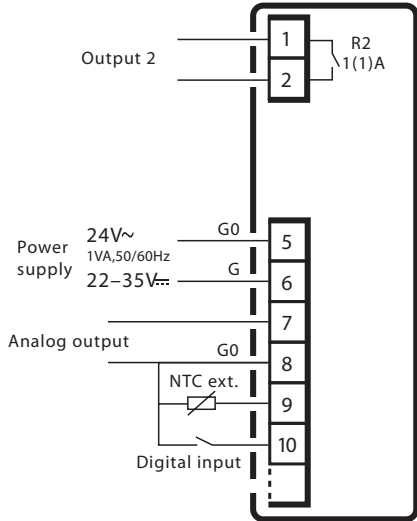 Output 2
1
2
R2
1(1)A
Power
supply
24V~
1VA,50/60Hz
22–35V⎓
G0
G
5
6
7
Analog output
G0
8
NTC ext.
9
10
Digital input